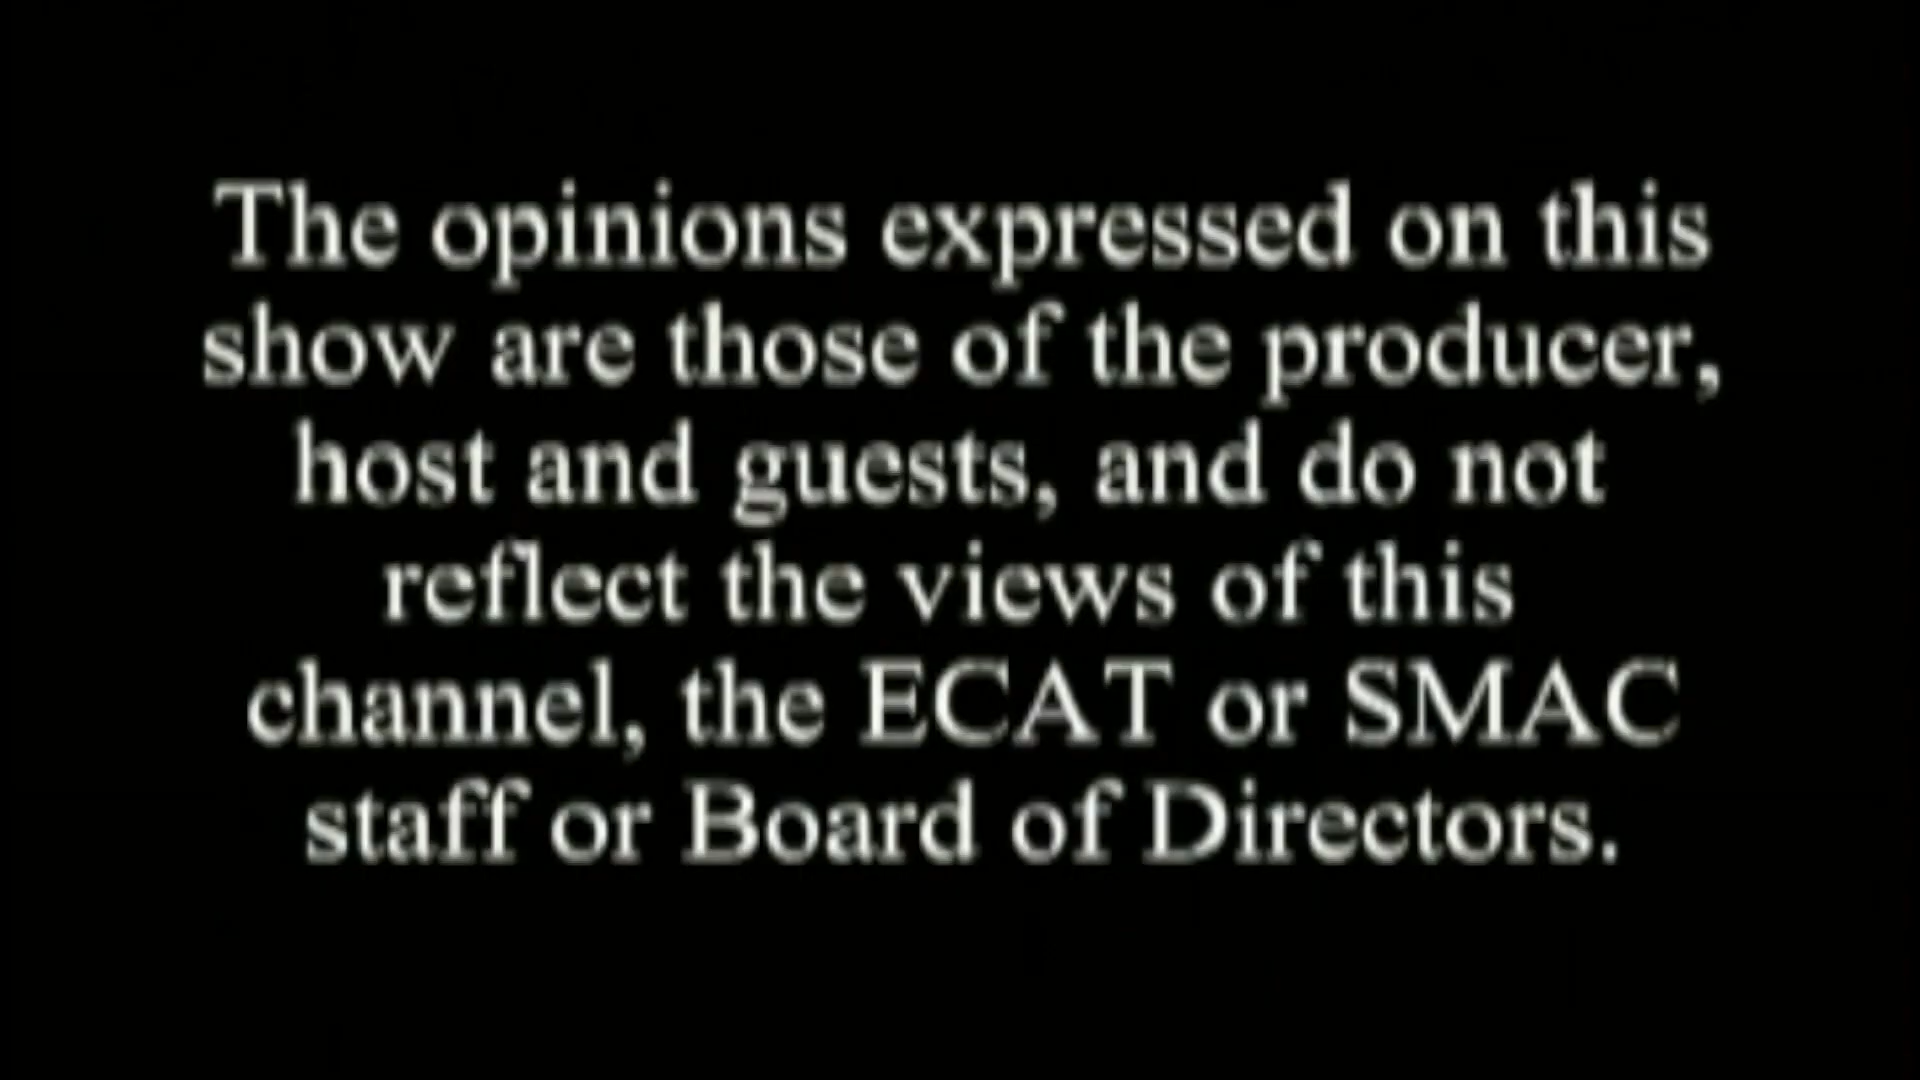 The opinions expressed on this
show are those of the producer,
host and guests, and do not
reflect the views of this
channel, the ECAT or SMAC
staff or Board of Directors.